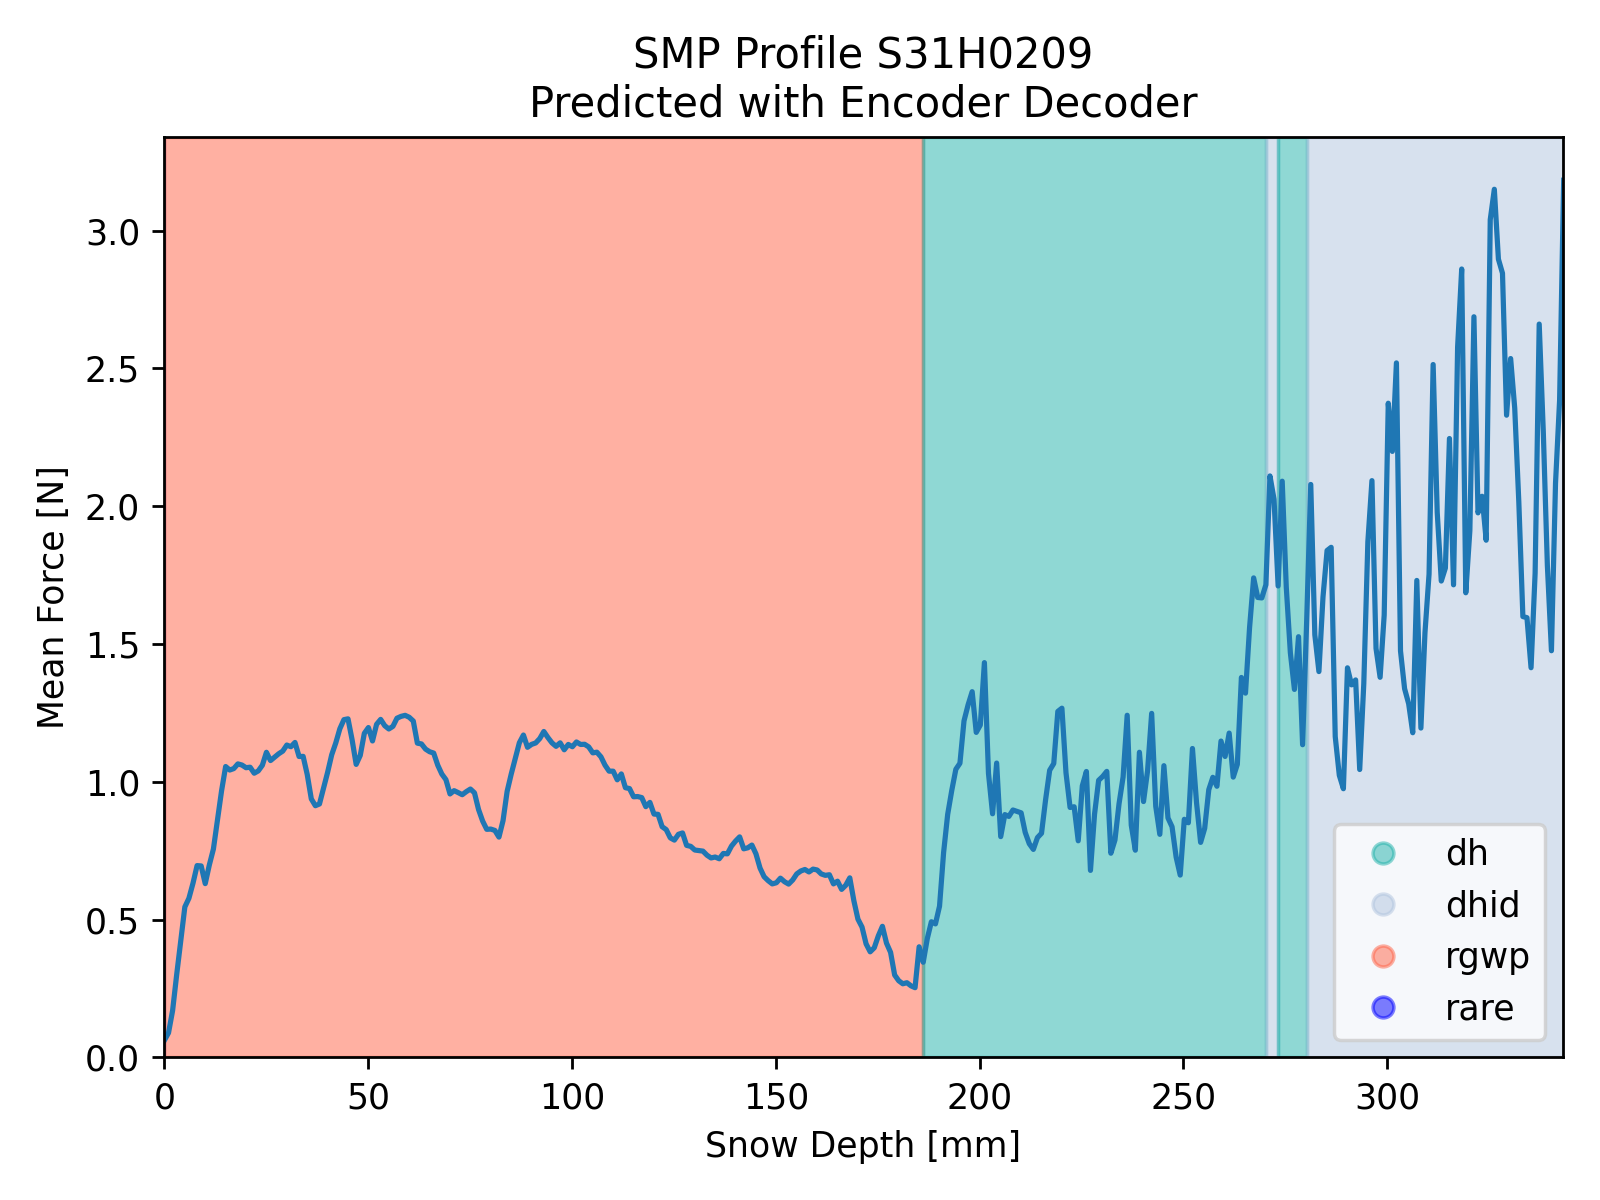 SMP Profile S31H0209
Predicted with Encoder Decoder
Mean Force [N]
3.0
2.5
2.0
1.5
1.0
0.5
0.0
0 50 100 150 200 250 300
Snow Depth [mm]
dh
dhid
rgwp
rare